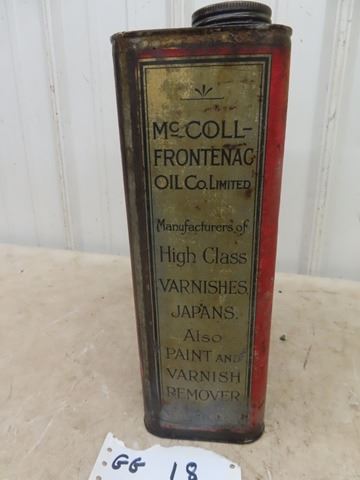 McCOLL-
FRONTENAC
OIL CO. LIMITED
Manufacturers of
High Class
VARNISHES,
JAPANS.
Also
PAINT AND
VARNISH
REMOVER
GG 18